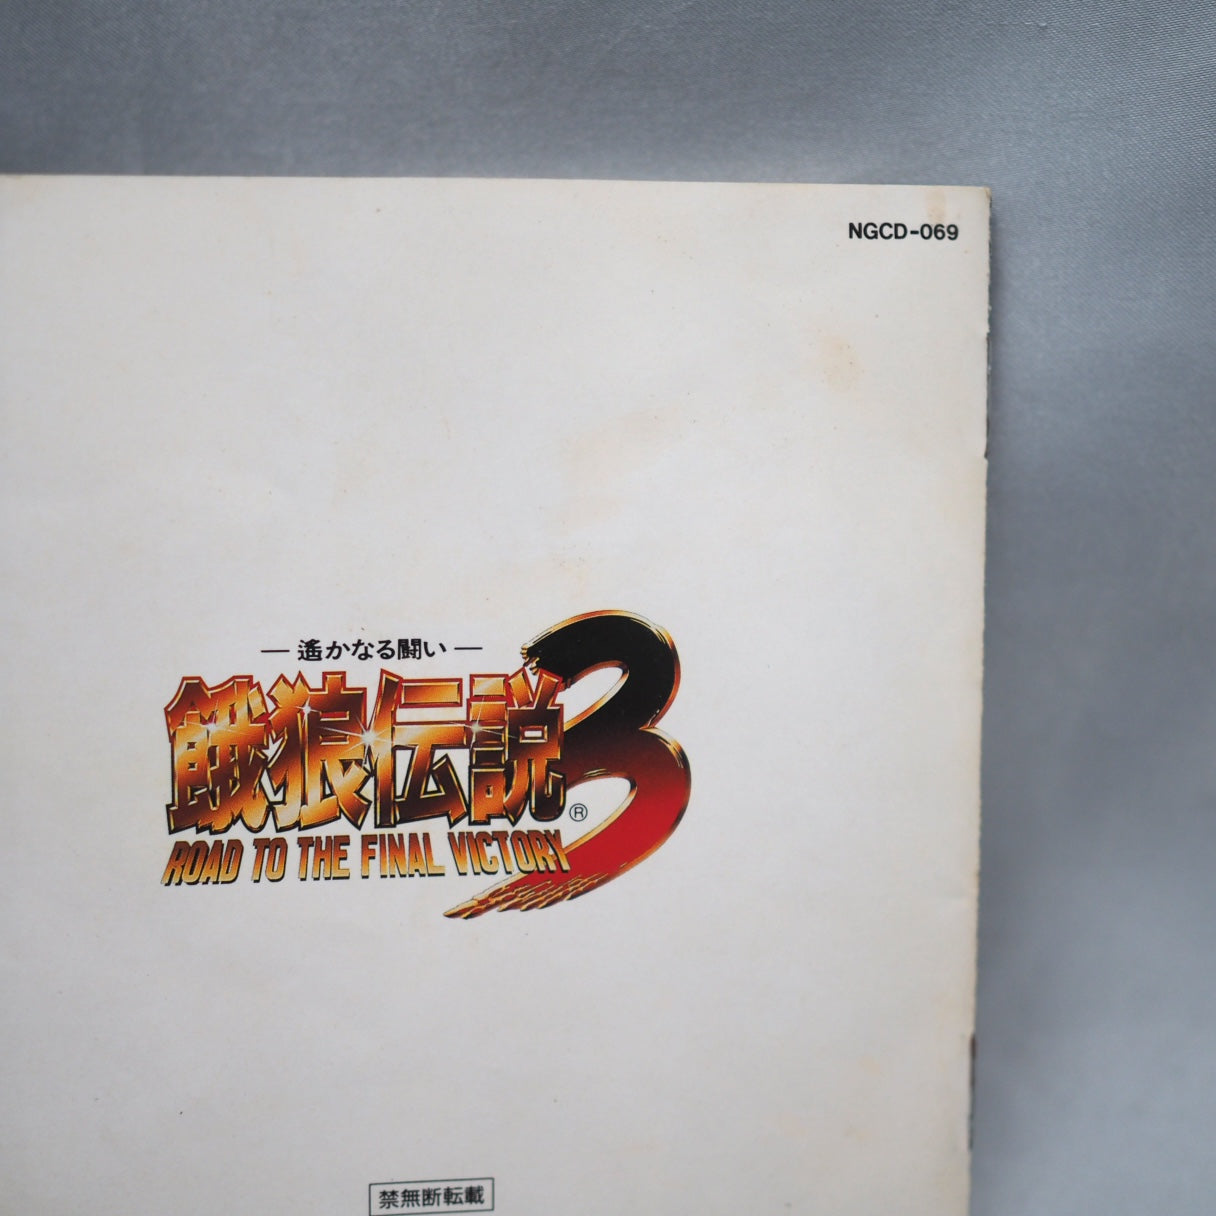 NGCD-069
― 遙かなる闘い ―
餓狼伝説3®
ROAD TO THE FINAL VICTORY
禁無断転載